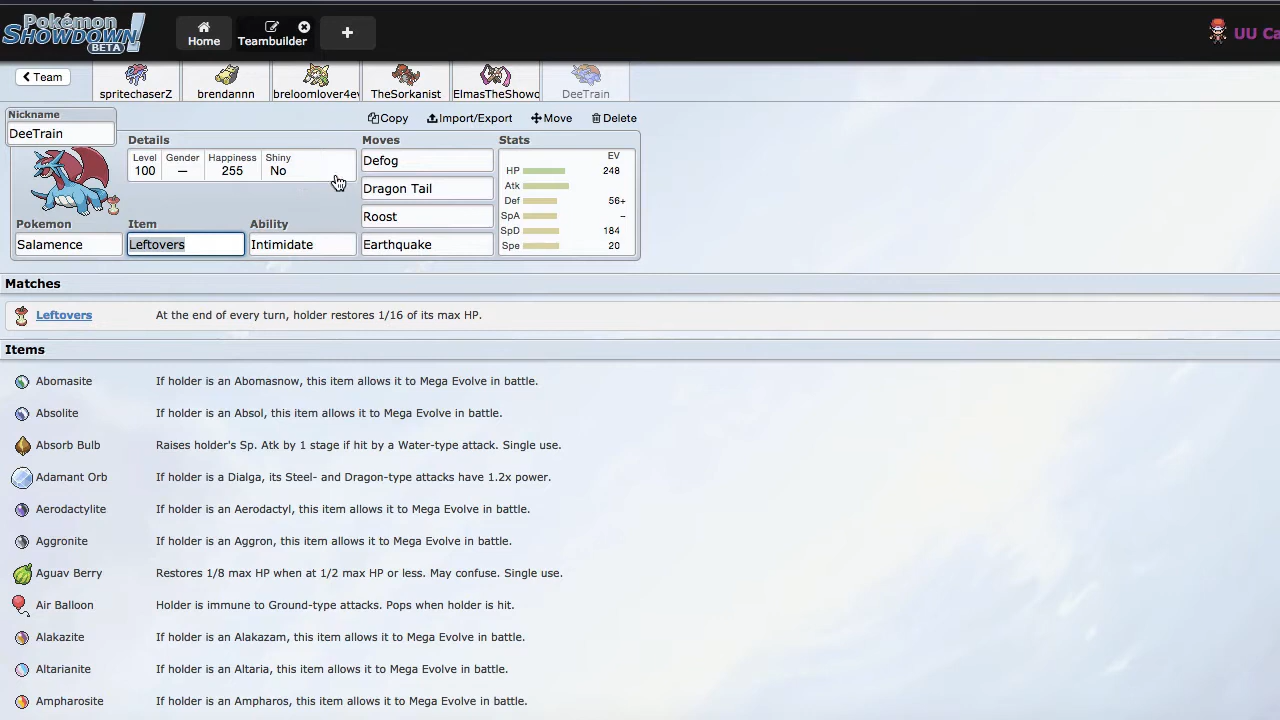 Pokémon
SHOWDOWN!
BETA
Home
Teambuilder
+
UU Ca
Team
spritechaserZ
brendannn
breloomlover4ev
TheSorkanist
ElmasTheShowd
DeeTrain
Nickname
DeeTrain
Copy
Import/Export
Move
Delete
Details
Moves
Stats
Level
Gender
Happiness
Shiny
100
—
255
No
Defog
Dragon Tail
Roost
Earthquake
EV
HP 248
Atk
Def 56+
SpA –
SpD 184
Spe 20
Pokemon
Item
Ability
Salamence
Leftovers
Intimidate
Matches
Leftovers At the end of every turn, holder restores 1/16 of its max HP.
Items
Abomasite If holder is an Abomasnow, this item allows it to Mega Evolve in battle.
Absolite If holder is an Absol, this item allows it to Mega Evolve in battle.
Absorb Bulb Raises holder's Sp. Atk by 1 stage if hit by a Water-type attack. Single use.
Adamant Orb If holder is a Dialga, its Steel- and Dragon-type attacks have 1.2x power.
Aerodactylite If holder is an Aerodactyl, this item allows it to Mega Evolve in battle.
Aggronite If holder is an Aggron, this item allows it to Mega Evolve in battle.
Aguav Berry Restores 1/8 max HP when at 1/2 max HP or less. May confuse. Single use.
Air Balloon Holder is immune to Ground-type attacks. Pops when holder is hit.
Alakazite If holder is an Alakazam, this item allows it to Mega Evolve in battle.
Altarianite If holder is an Altaria, this item allows it to Mega Evolve in battle.
Ampharosite If holder is an Ampharos, this item allows it to Mega Evolve in battle.